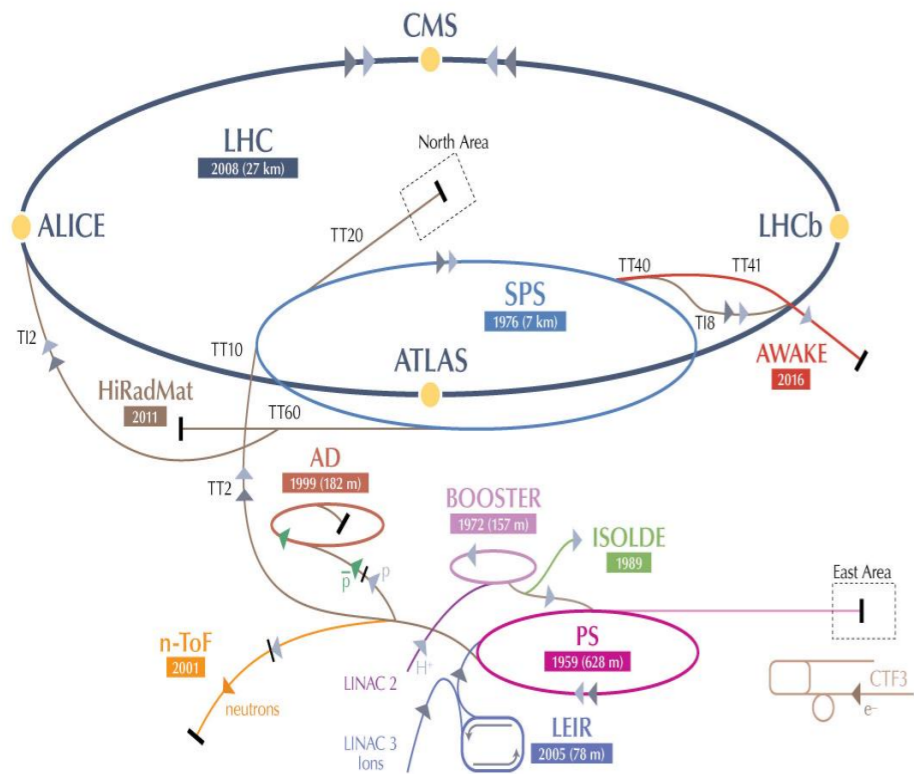 CMS
LHC
2008 (27 km)
North Area
ALICE
LHCb
TT20
TT40
TT41
SPS
1976 (7 km)
TI2
TI8
TT10
ATLAS
AWAKE
2016
HiRadMat
2011
TT60
AD
1999 (182 m)
TT2
BOOSTER
1972 (157 m)
ISOLDE
1989
p̅
p
East Area
n-ToF
2001
PS
1959 (628 m)
H⁺
LINAC 2
CTF3
neutrons
e⁻
LEIR
2005 (78 m)
LINAC 3
Ions